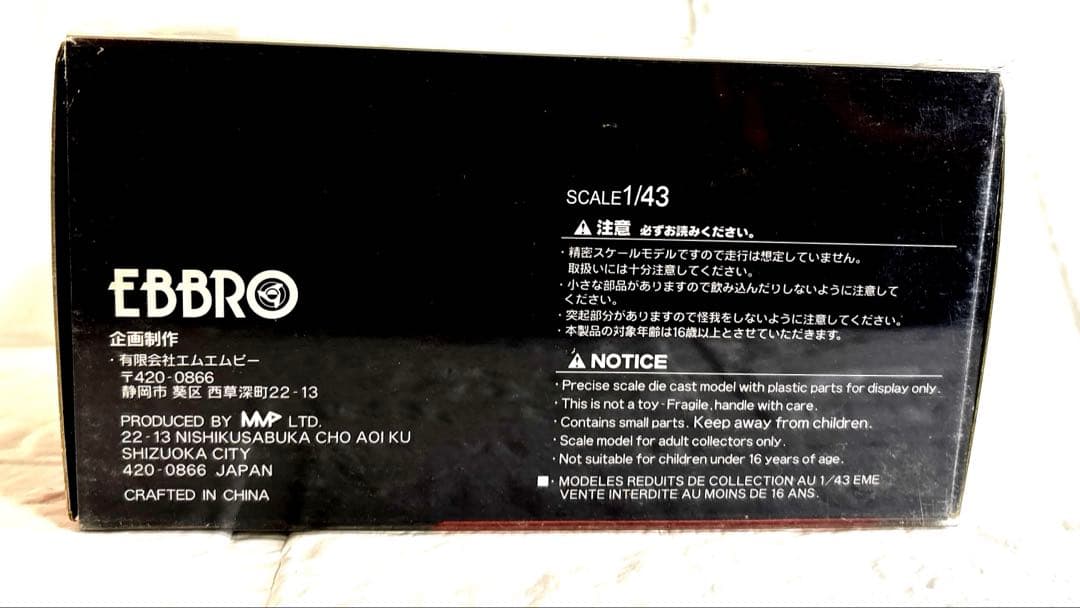 EBBRO
企画制作
・有限会社エムエムピー
〒420-0866
静岡市 葵区 西草深町22-13
PRODUCED BY MMP LTD.
22-13 NISHIKUSABUKA CHO AOI KU
SHIZUOKA CITY
420-0866 JAPAN
CRAFTED IN CHINA
SCALE1/43
⚠ 注意 必ずお読みください。
・精密スケールモデルですので走行は想定していません。
取扱いには十分注意してください。
・小さな部品がありますので飲み込んだりしないように注意して
ください。
・突起部分がありますので怪我をしないように注意してください。
・本製品の対象年齢は16歳以上とさせていただきます。
⚠ NOTICE
・Precise scale die cast model with plastic parts for display only.
・This is not a toy - Fragile, handle with care.
・Contains small parts. Keep away from children.
・Scale model for adult collectors only.
・Not suitable for children under 16 years of age.
■・MODELES REDUITS DE COLLECTION AU 1/43 EME
VENTE INTERDITE AU MOINS DE 16 ANS.